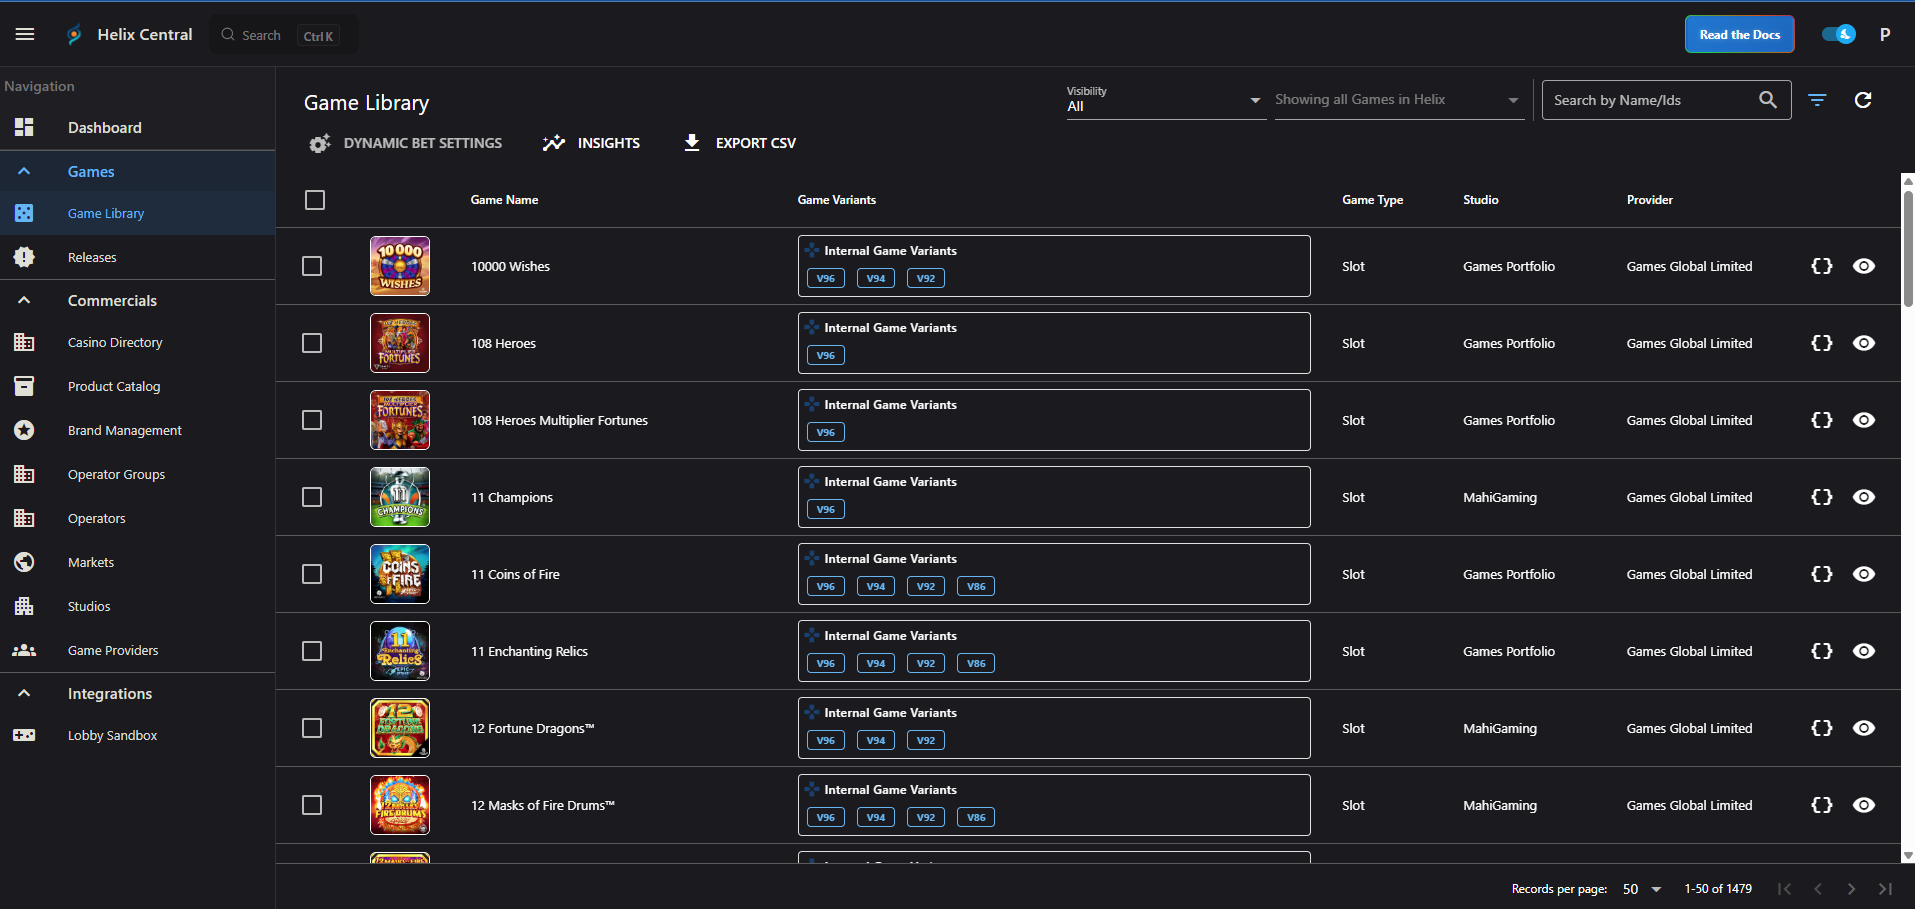 Helix Central
Search
Ctrl K
Read the Docs
P
Navigation
Dashboard
Games
Game Library
Releases
Commercials
Casino Directory
Product Catalog
Brand Management
Operator Groups
Operators
Markets
Studios
Game Providers
Integrations
Lobby Sandbox
Game Library
Visibility
All
Showing all Games in Helix
Search by Name/Ids
DYNAMIC BET SETTINGS
INSIGHTS
EXPORT CSV
Game Name Game Variants Game Type Studio Provider
10000 WISHES
10000 Wishes
Internal Game Variants
V96 V94 V92
Slot Games Portfolio Games Global Limited
108 Heroes
Internal Game Variants
V96
Slot Games Portfolio Games Global Limited
108 Heroes Multiplier Fortunes
Internal Game Variants
V96
Slot Games Portfolio Games Global Limited
11 CHAMPIONS
11 Champions
Internal Game Variants
V96
Slot MahiGaming Games Global Limited
11 Coins of Fire
Internal Game Variants
V96 V94 V92 V86
Slot Games Portfolio Games Global Limited
11 Enchanting Relics
11 Enchanting Relics
Internal Game Variants
V96 V94 V92 V86
Slot Games Portfolio Games Global Limited
12 FORTUNE DRAGONS
12 Fortune Dragons™
Internal Game Variants
V96 V94 V92
Slot MahiGaming Games Global Limited
12 MASKS OF FIRE DRUMS
12 Masks of Fire Drums™
Internal Game Variants
V96 V94 V92 V86
Slot MahiGaming Games Global Limited
Records per page: 50 1-50 of 1479